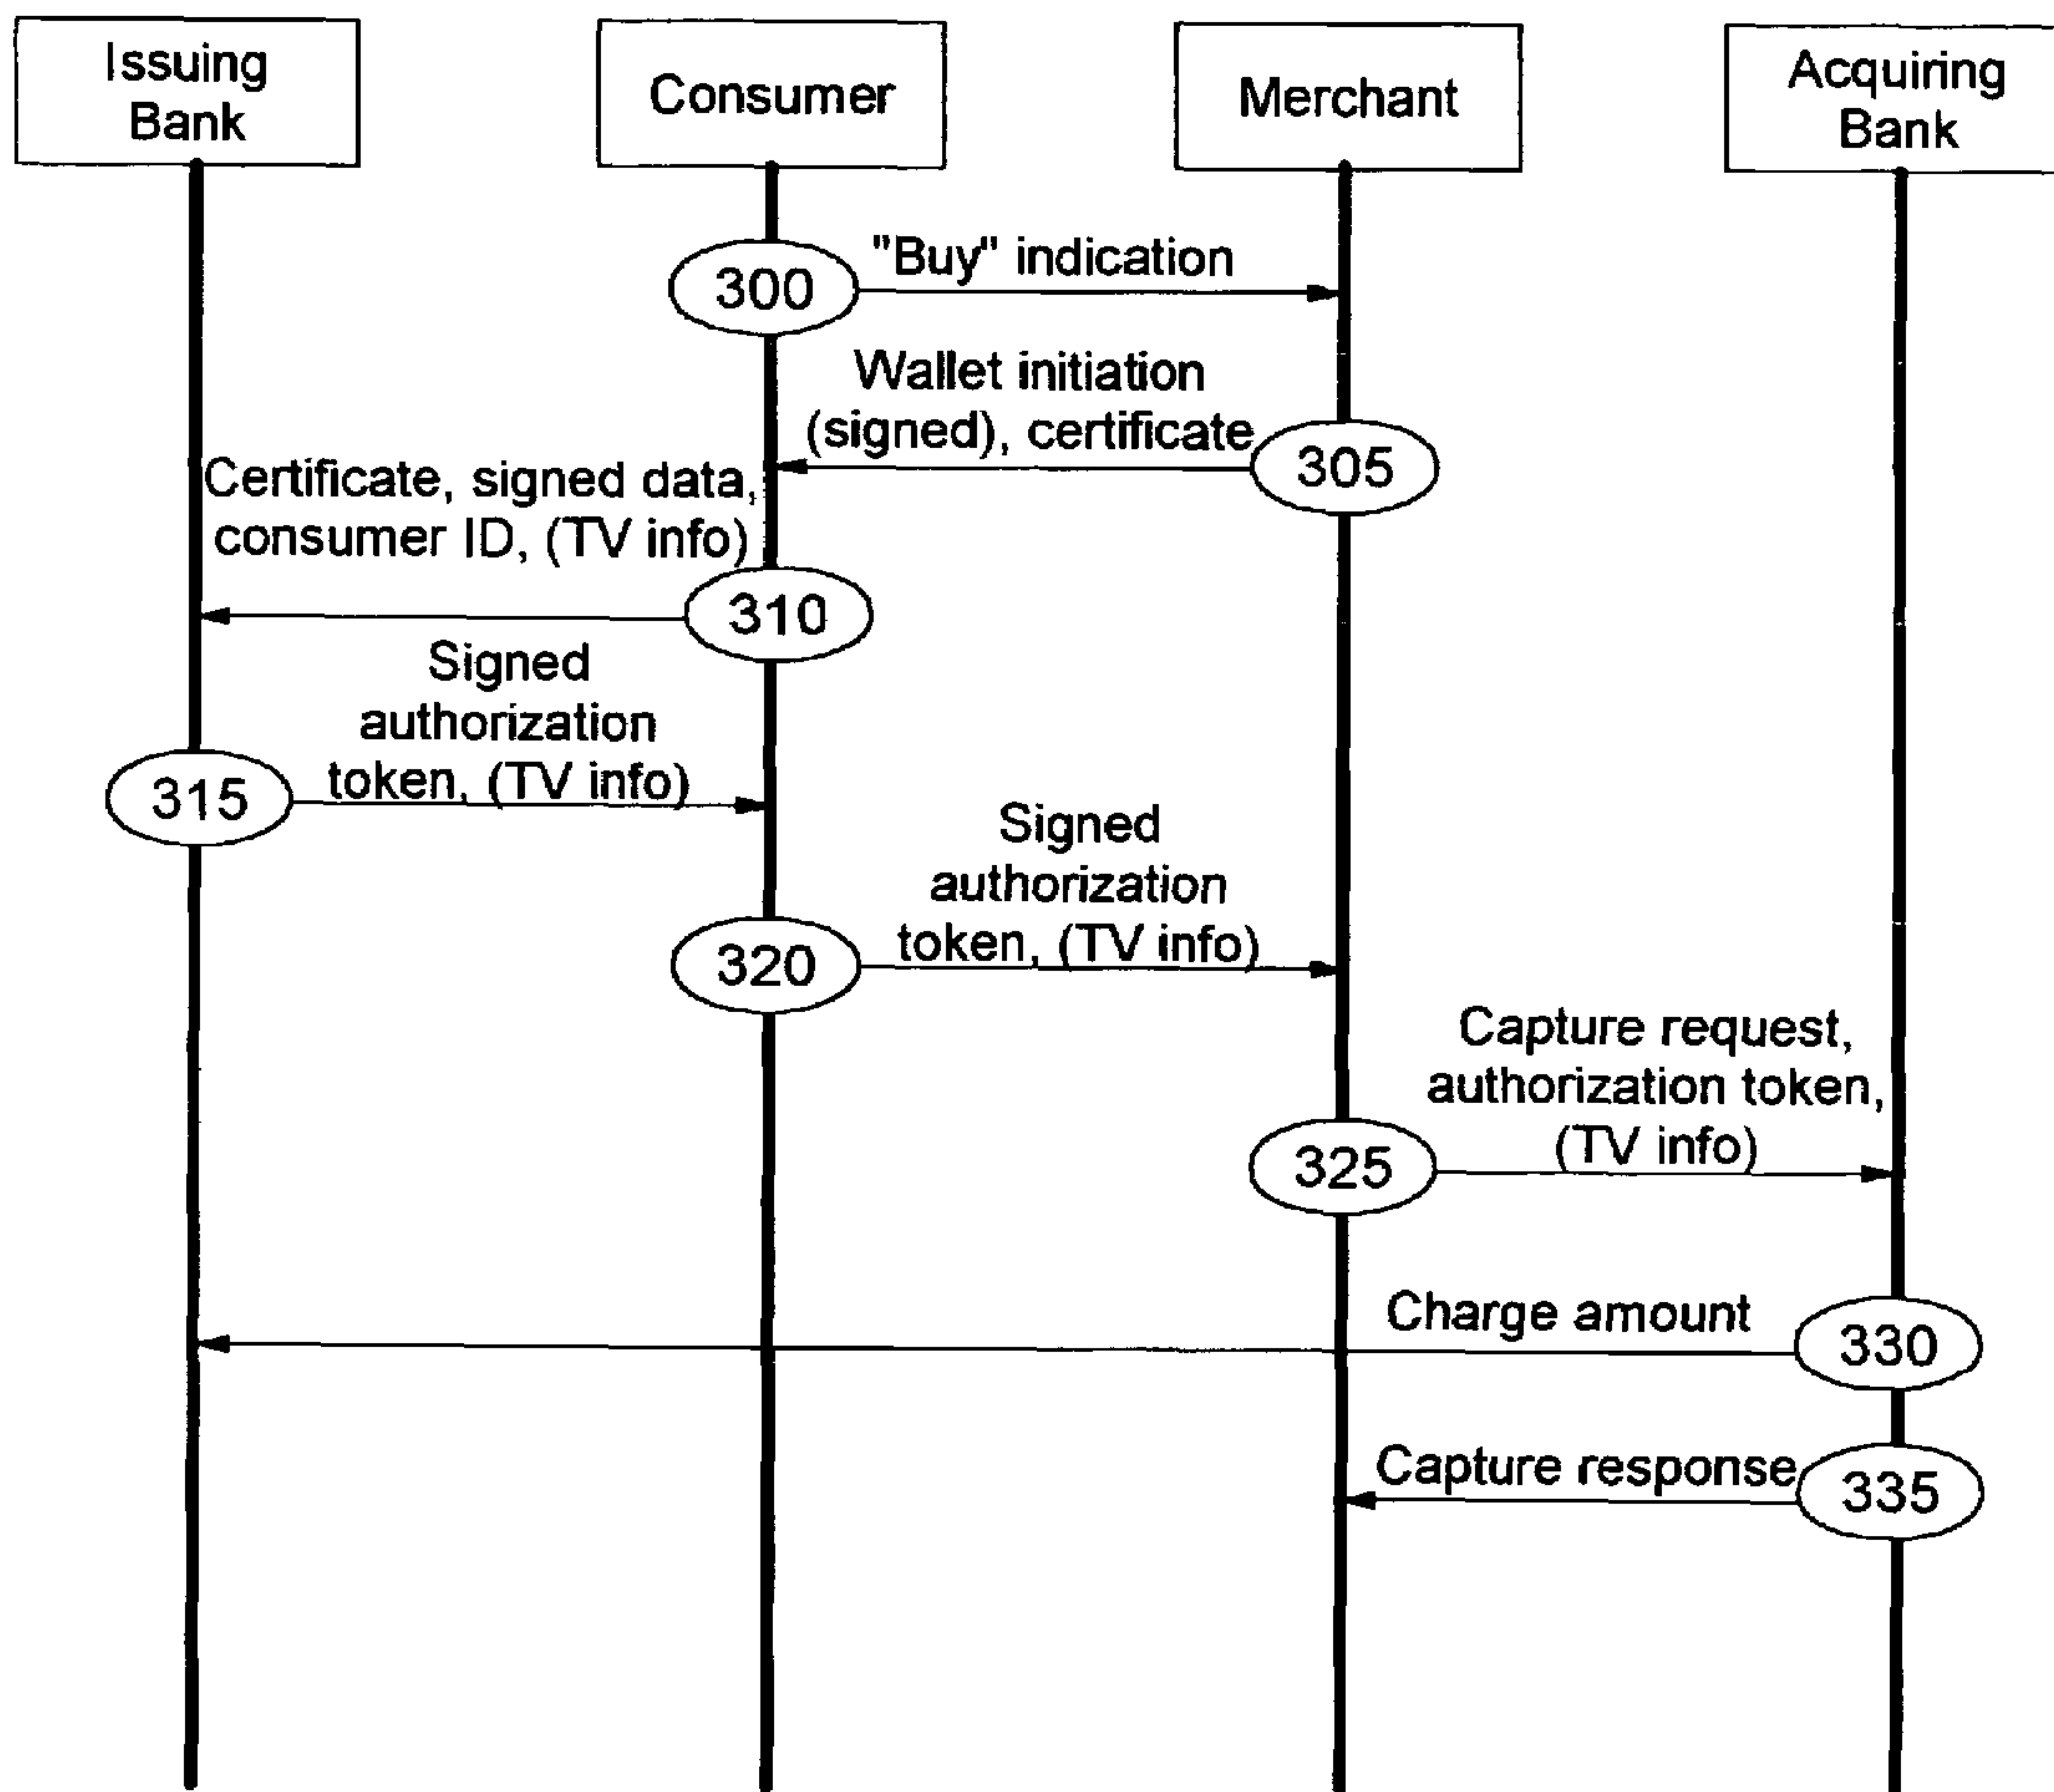 Issuing
Bank
Consumer
Merchant
Acquiring
Bank
300
"Buy" indication
Wallet initiation
(signed), certificate
305
Certificate, signed data,
consumer ID, (TV info)
310
Signed
authorization
token, (TV info)
315
Signed
authorization
token, (TV info)
320
Capture request,
authorization token,
(TV info)
325
Charge amount
330
Capture response
335